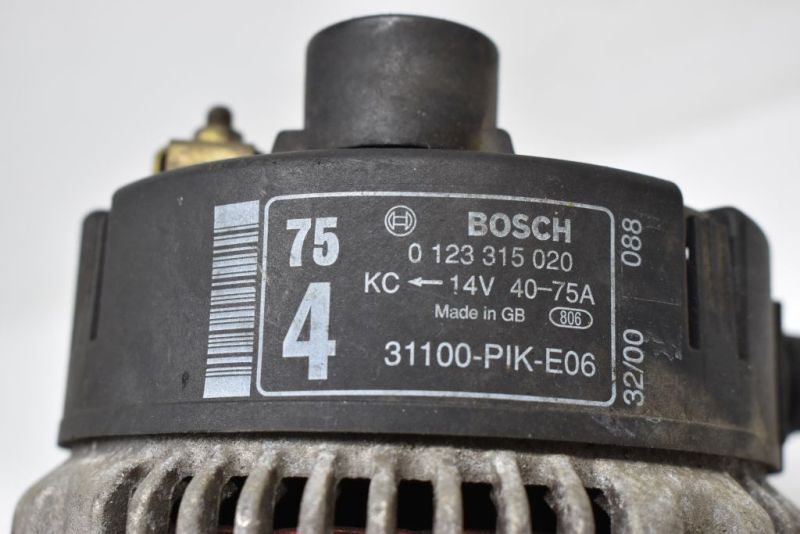 75
4
BOSCH
0 123 315 020
KC ← 14V 40-75A
Made in GB 806
31100-PIK-E06
32/00 088